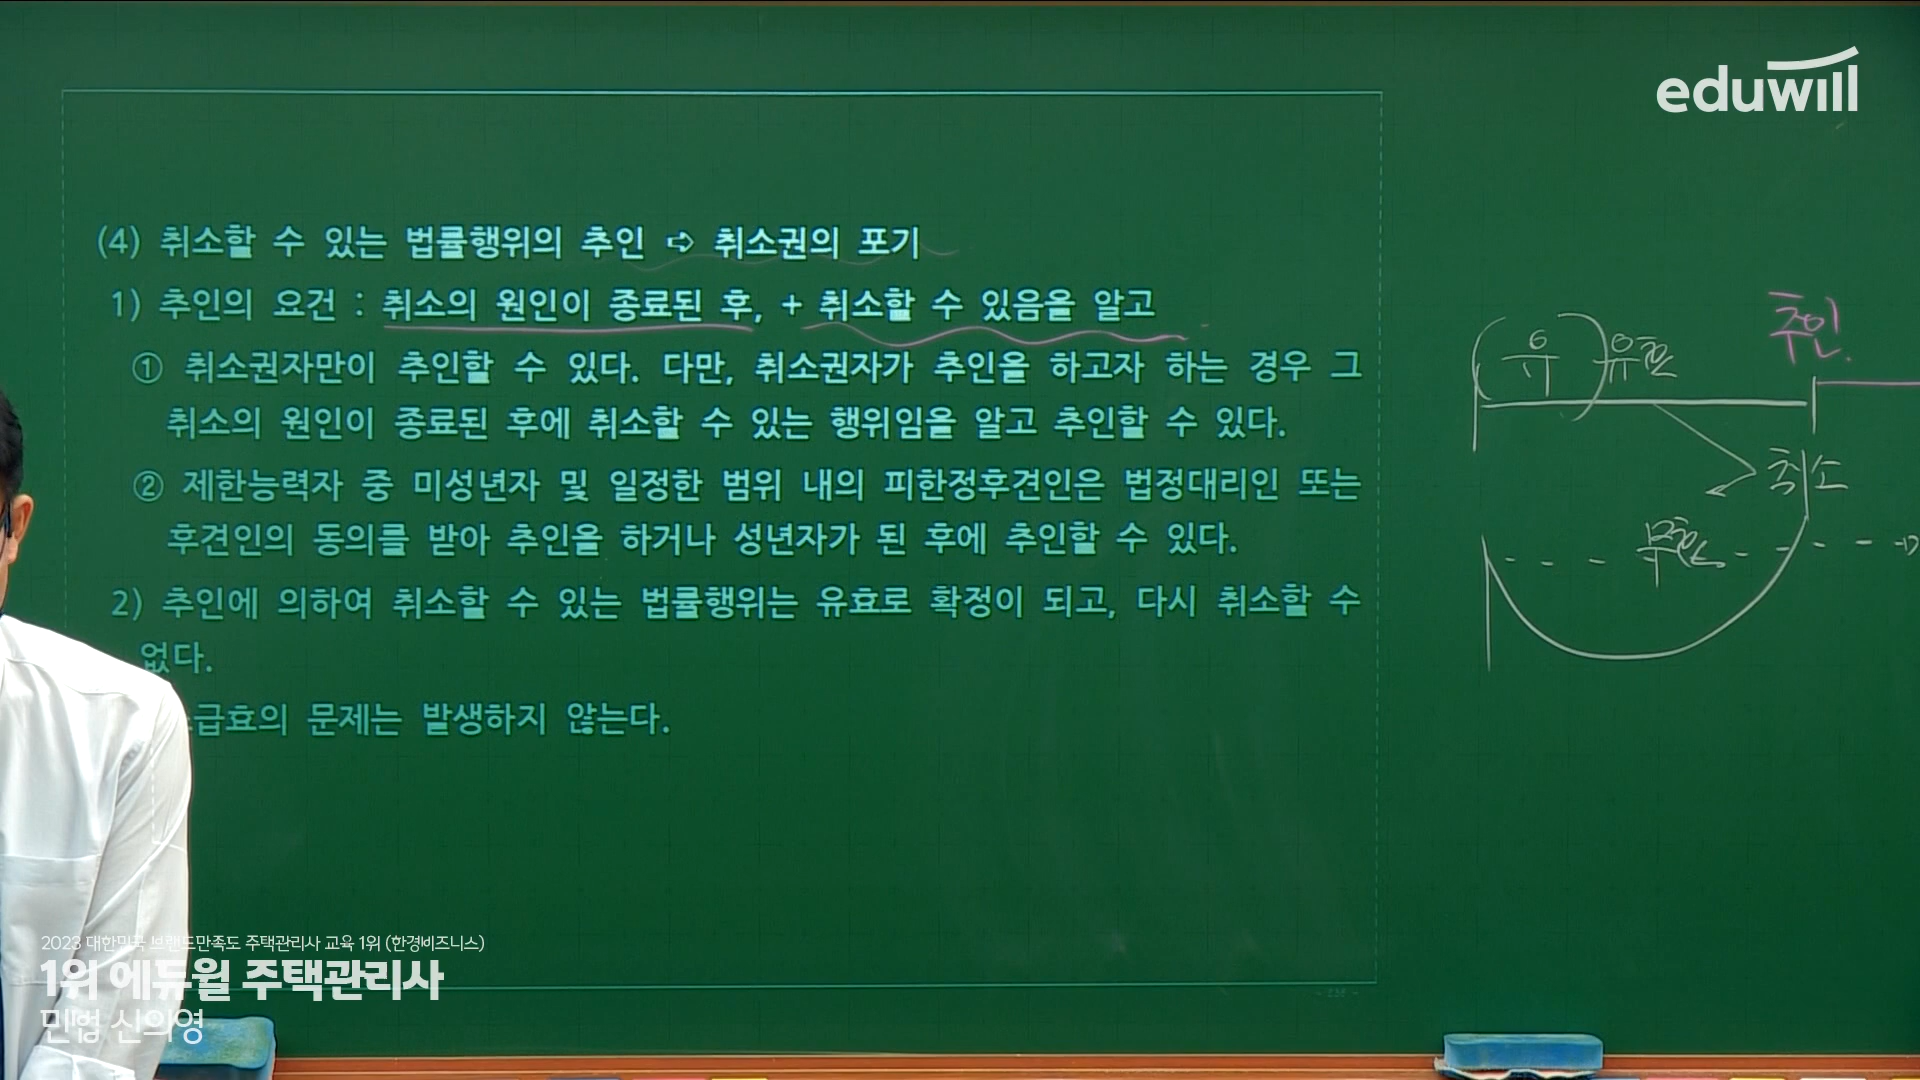 eduwill
(4) 취소할 수 있는 법률행위의 추인 ➪ 취소권의 포기
1) 추인의 요건 : 취소의 원인이 종료된 후, + 취소할 수 있음을 알고
① 취소권자만이 추인할 수 있다. 다만, 취소권자가 추인을 하고자 하는 경우 그
취소의 원인이 종료된 후에 취소할 수 있는 행위임을 알고 추인할 수 있다.
② 제한능력자 중 미성년자 및 일정한 범위 내의 피한정후견인은 법정대리인 또는
후견인의 동의를 받아 추인을 하거나 성년자가 된 후에 추인할 수 있다.
2) 추인에 의하여 취소할 수 있는 법률행위는 유효로 확정이 되고, 다시 취소할 수
없다.
급효의 문제는 발생하지 않는다.
추인.
유 유효
취소
무효
2023 대한민국 브랜드만족도 주택관리사 교육 1위 (한경비즈니스)
1위 에듀윌 주택관리사
민법 신의영